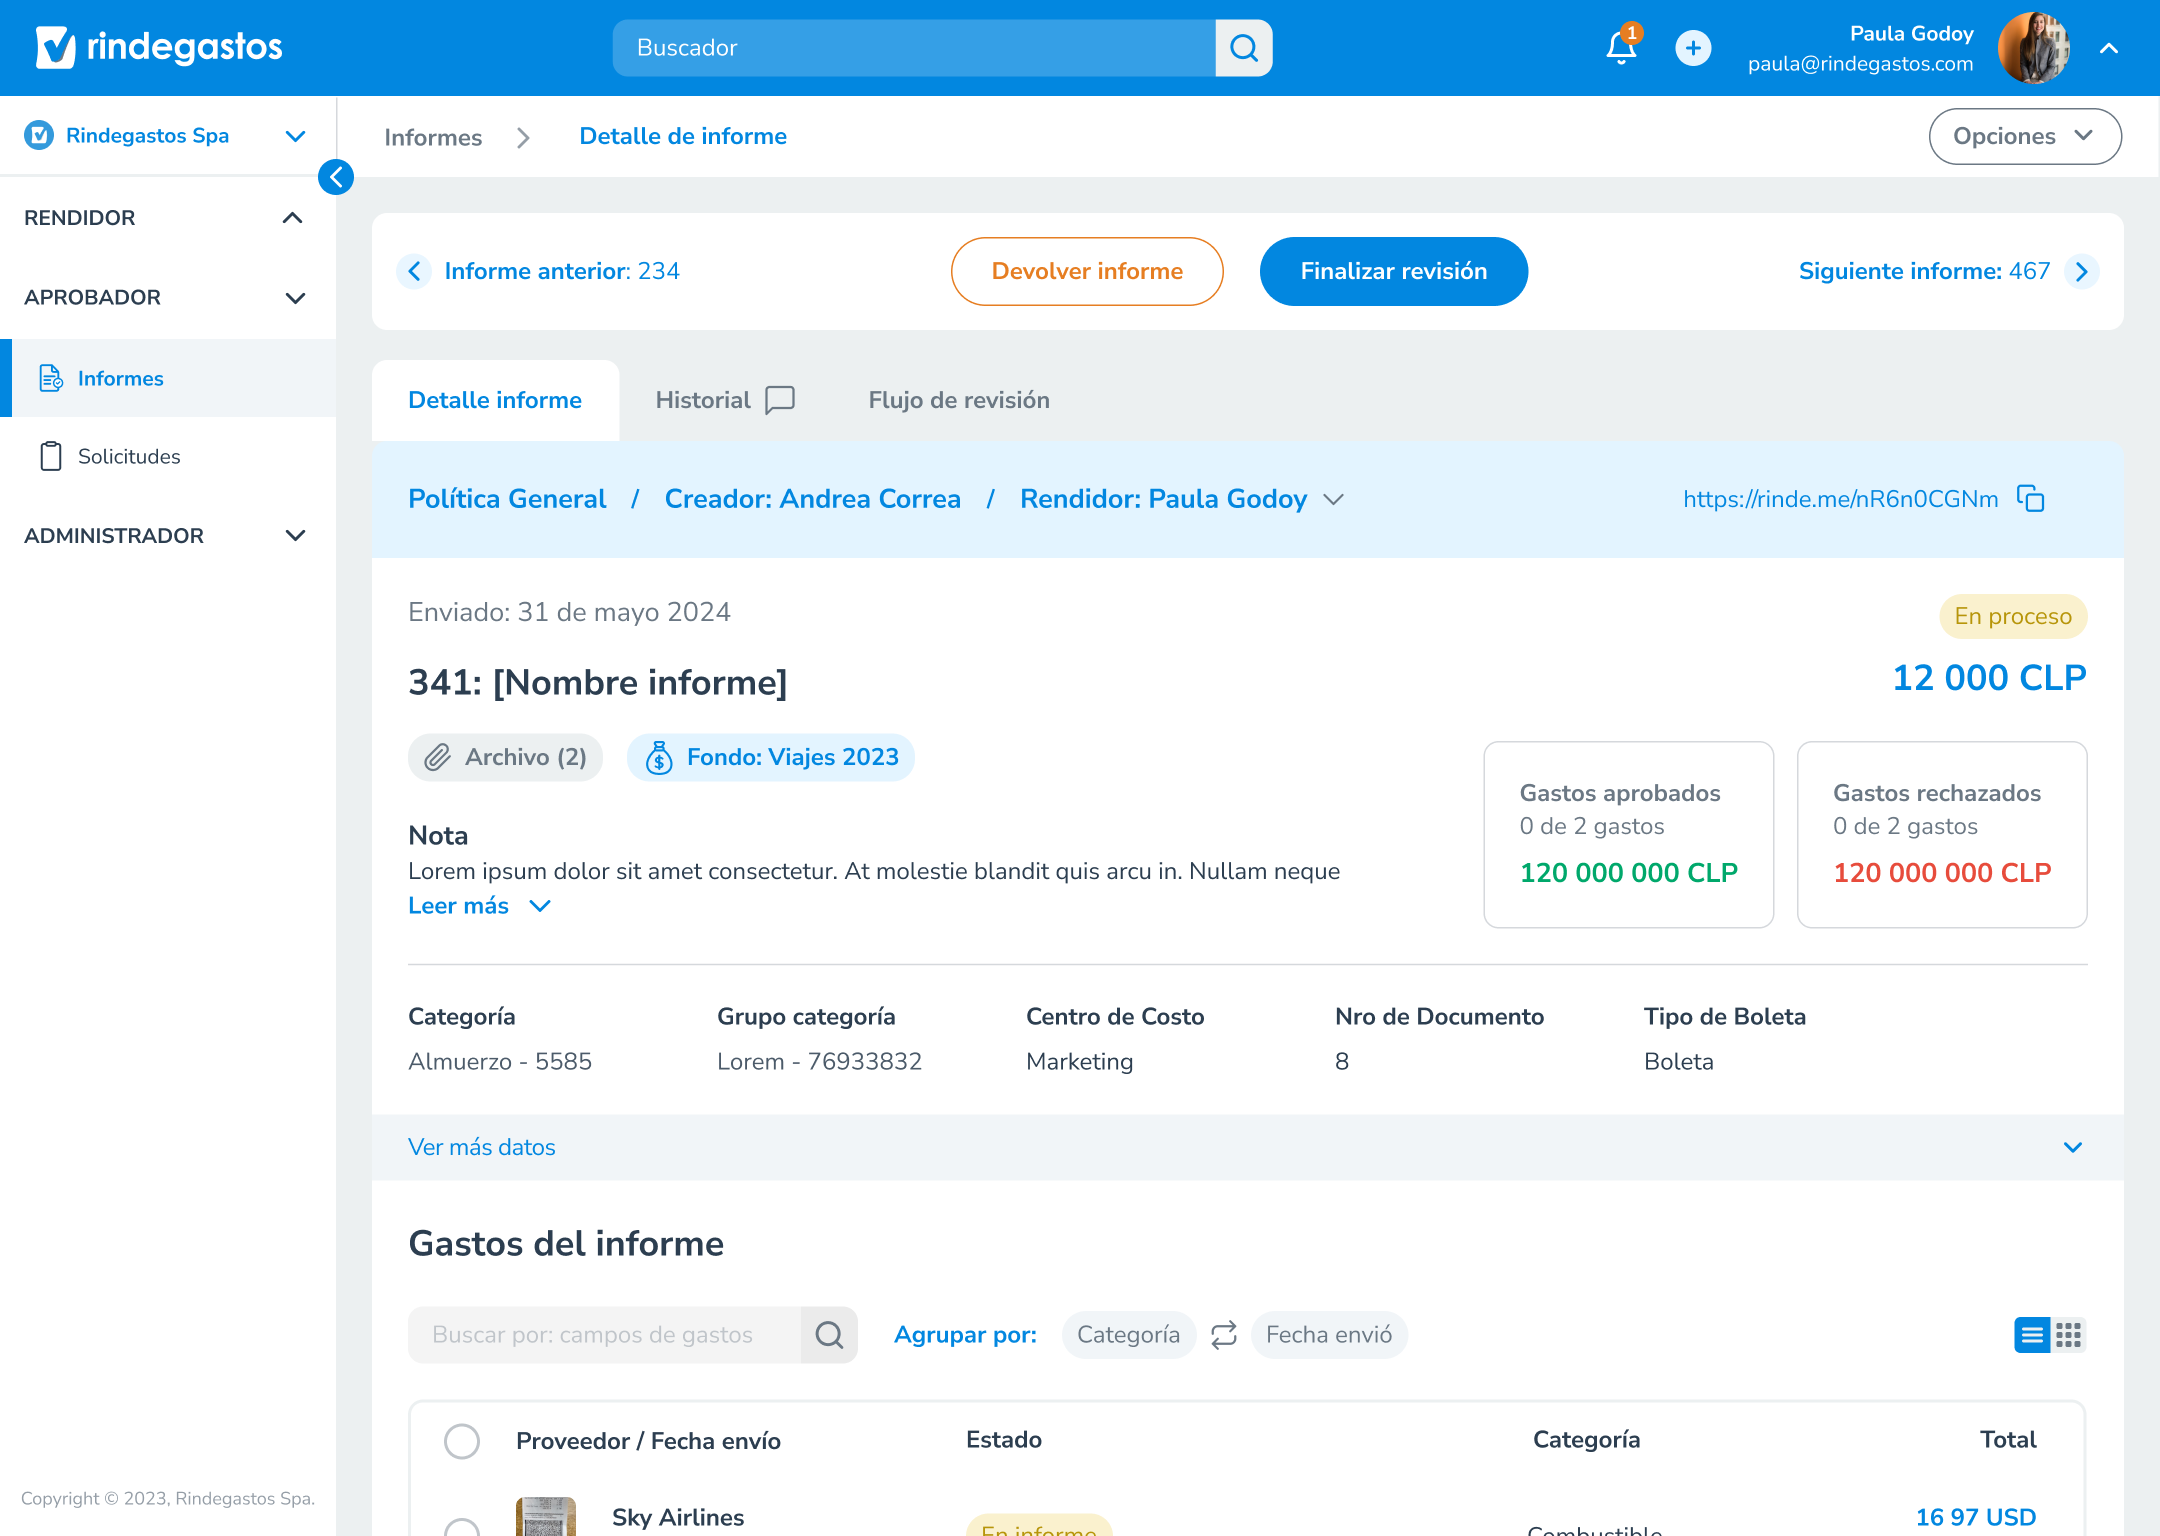 rindegastos
Buscador
1
Paula Godoy
paula@rindegastos.com
Rindegastos Spa
Informes
Detalle de informe
Opciones
RENDIDOR
APROBADOR
Informes
Solicitudes
ADMINISTRADOR
Informe anterior: 234
Devolver informe
Finalizar revisión
Siguiente informe: 467
Detalle informe
Historial
Flujo de revisión
Política General / Creador: Andrea Correa / Rendidor: Paula Godoy
https://rinde.me/nR6n0CGNm
Enviado: 31 de mayo 2024
En proceso
341: [Nombre informe]
12 000 CLP
Archivo (2)
Fondo: Viajes 2023
Gastos aprobados
0 de 2 gastos
120 000 000 CLP
Gastos rechazados
0 de 2 gastos
120 000 000 CLP
Nota
Lorem ipsum dolor sit amet consectetur. At molestie blandit quis arcu in. Nullam neque
Leer más
Categoría
Almuerzo - 5585
Grupo categoría
Lorem - 76933832
Centro de Costo
Marketing
Nro de Documento
8
Tipo de Boleta
Boleta
Ver más datos
Gastos del informe
Buscar por: campos de gastos
Agrupar por:
Categoría
Fecha envió
Proveedor / Fecha envío
Estado
Categoría
Total
Sky Airlines
En informe
Combustible
16 97 USD
Copyright © 2023, Rindegastos Spa.